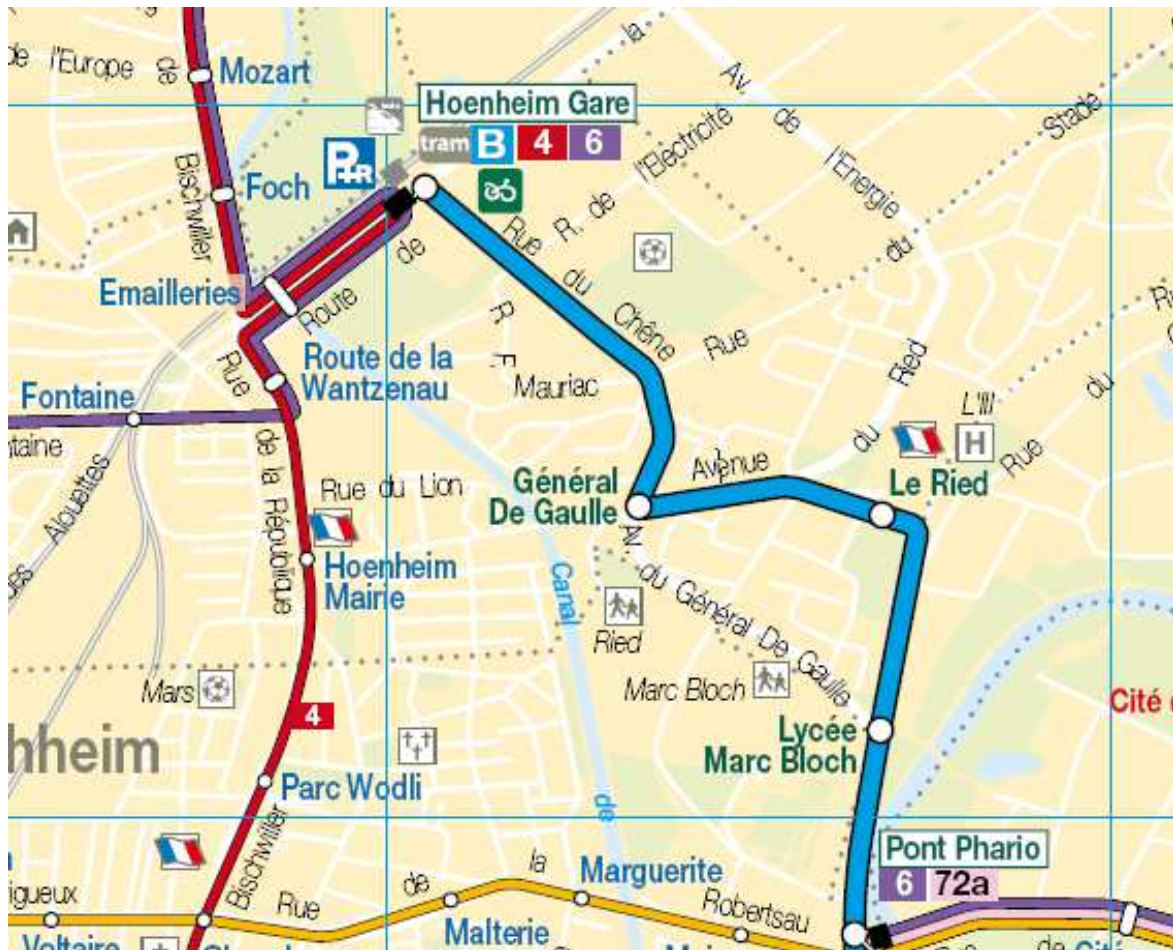 de l'Europe
de
Mozart
Hoenheim Gare
tram B 4 6
P+R
la
Av. de
l'Energie
du
Stade
R. de l'Electricité
Bischwiller
Foch
Rue
du
Chêne
Rue
de
Route
Emailleries
R.
F.
Mauriac
Route de la
Wantzenau
Rue
Fontaine
Ried
du
L'Ill
H
Rue
du
Avenue
Le Ried
Général
De Gaulle
Alouettes
de la République
Rue du Lion
Hoenheim
Mairie
Av.
du Général De Gaulle
Canal
Ried
Marc Bloch
Mars
4
hheim
Lycée
Marc Bloch
Cité
Parc Wodli
de
Pont Phario
6 72a
Bischwiller
Rue
de
la
Marguerite
Robertsau
Malterie
Voltaire
de Cité